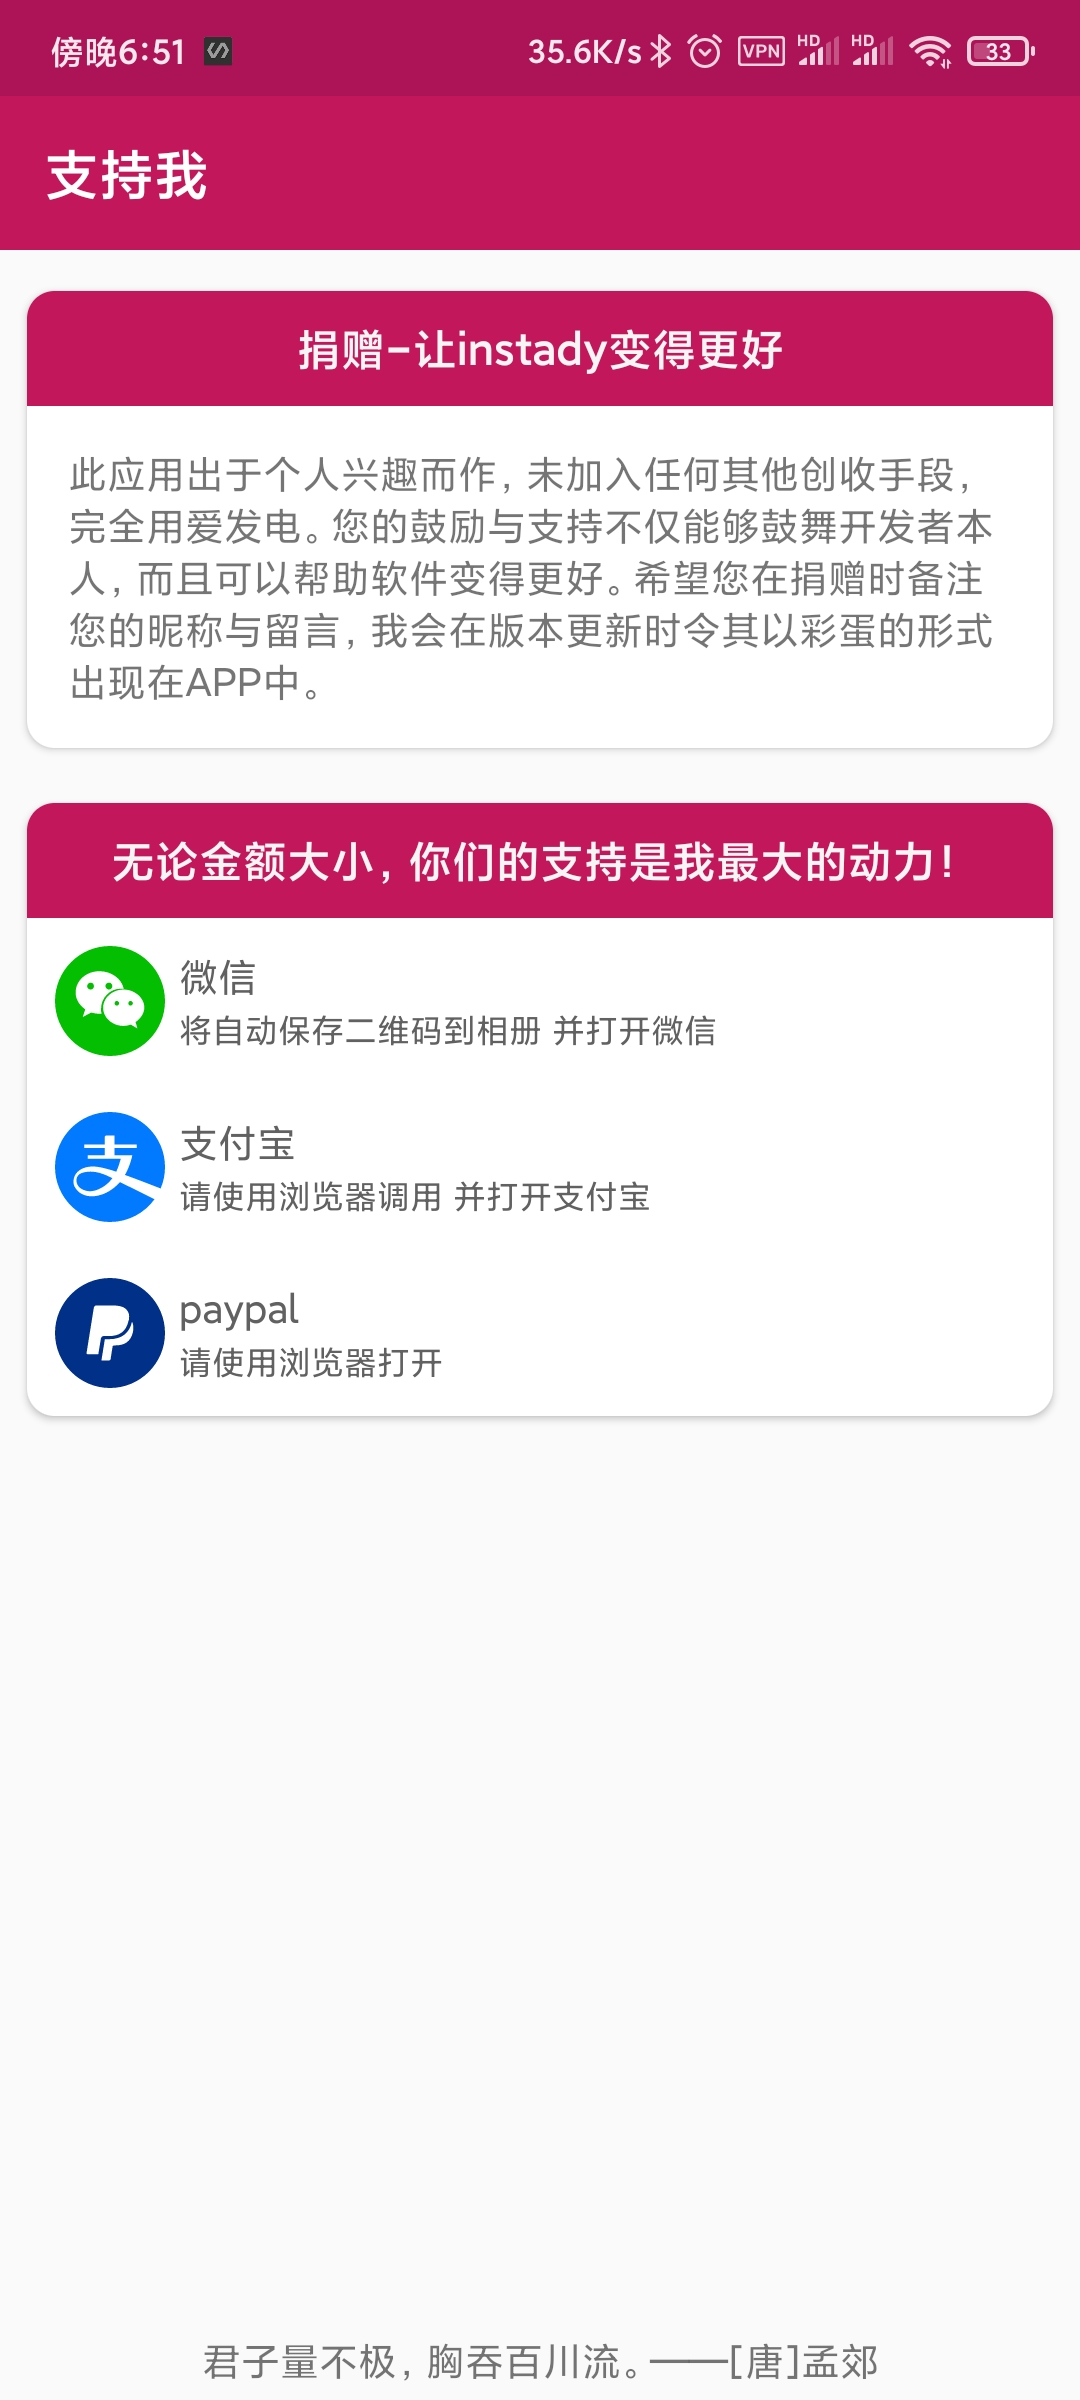 傍晚6:51 35.6K/s VPN HD HD 33
支持我
捐赠-让instady变得更好
此应用出于个人兴趣而作，未加入任何其他创收手段，
完全用爱发电。您的鼓励与支持不仅能够鼓舞开发者本
人，而且可以帮助软件变得更好。希望您在捐赠时备注
您的昵称与留言，我会在版本更新时令其以彩蛋的形式
出现在APP中。
无论金额大小，你们的支持是我最大的动力！
微信
将自动保存二维码到相册 并打开微信
支
支付宝
请使用浏览器调用 并打开支付宝
paypal
请使用浏览器打开
君子量不极，胸吞百川流。——[唐]孟郊